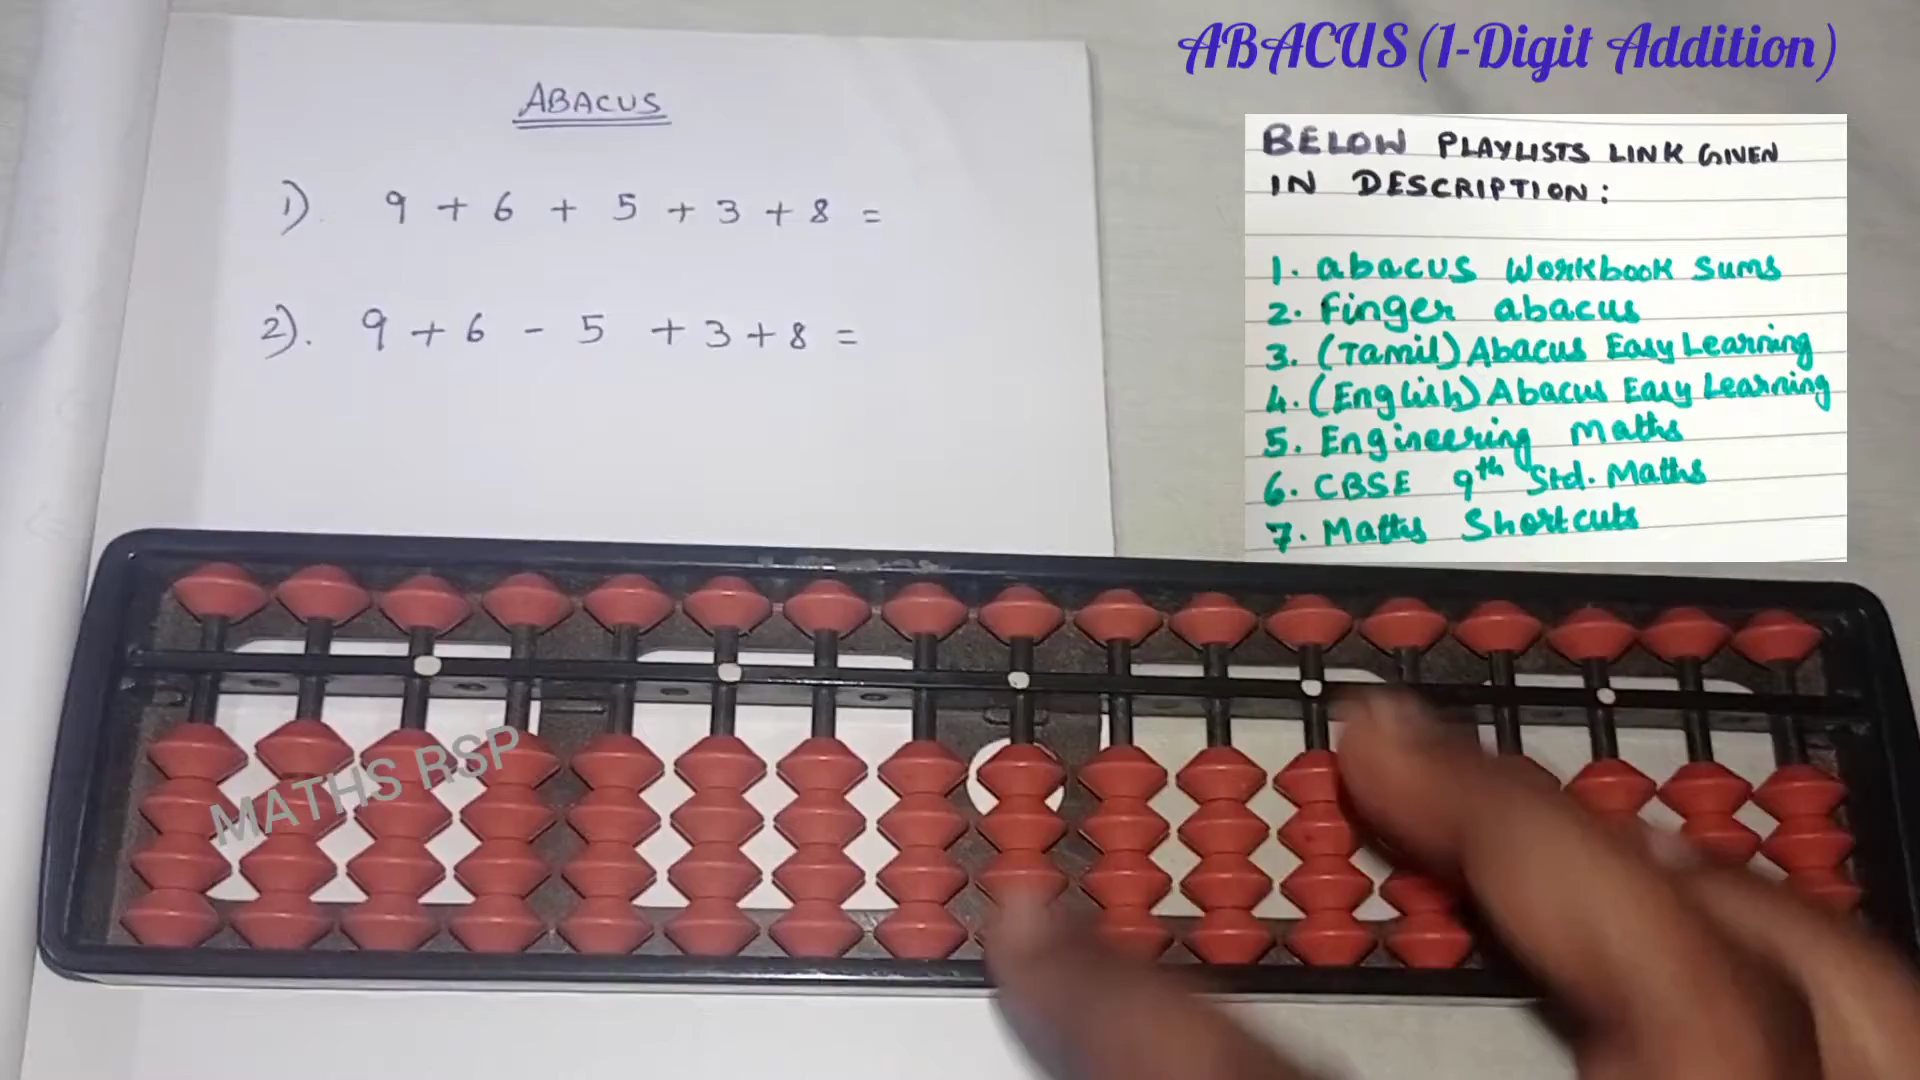 ABACUS (1-Digit Addition)
ABACUS
1). 9 + 6 + 5 + 3 + 8 =
2). 9 + 6 - 5 + 3 + 8 =
BELOW PLAYLISTS LINK GIVEN
IN DESCRIPTION:
1. abacus Workbook Sums
2. Finger abacus
3. (Tamil) Abacus Easy Learning
4. (English) Abacus Easy Learning
5. Engineering Maths
6. CBSE 9th Std. Maths
7. Maths Shortcuts
MATHS RSP